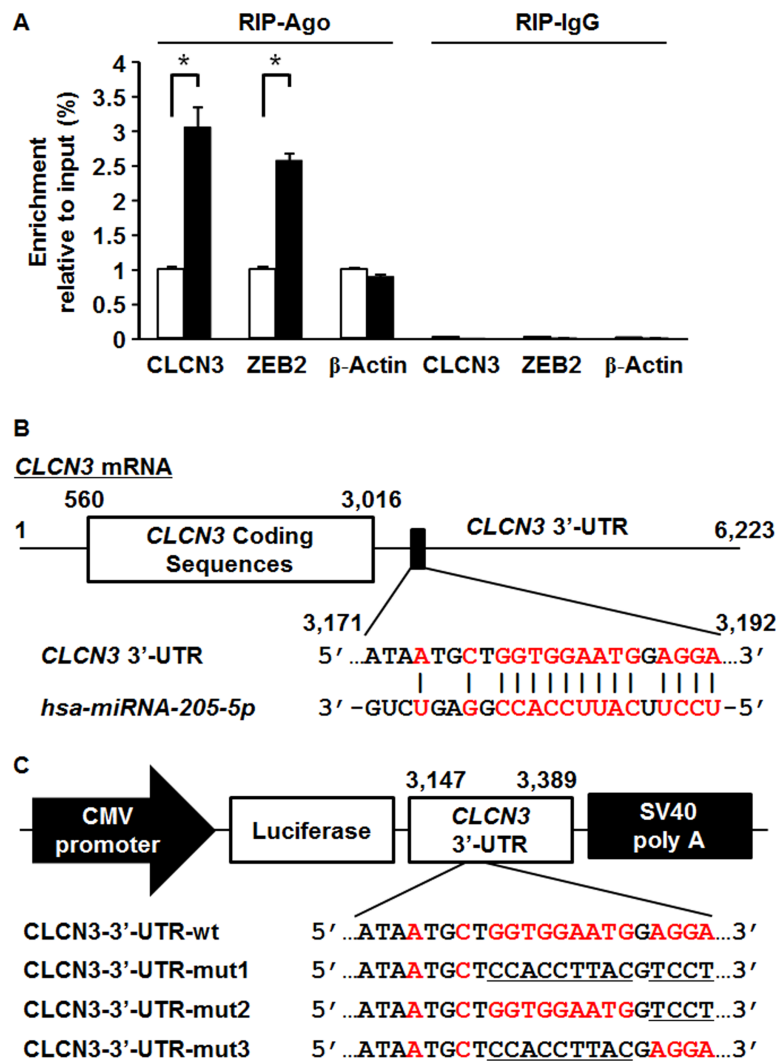 A
RIP-Ago RIP-IgG
Enrichment
relative to input (%)
4
3.5
3
2.5
2
1.5
1
0.5
0
* *
CLCN3 ZEB2 β-Actin CLCN3 ZEB2 β-Actin
B
CLCN3 mRNA
560 3,016
1 CLCN3 Coding Sequences CLCN3 3'-UTR 6,223
3,171 3,192
CLCN3 3'-UTR 5'…ATAATGCTGGTGGAATGGAGGA…3'
hsa-miRNA-205-5p 3'-GUCUGAGGCCACCUUACUUCCU-5'
C
3,147 3,389
CMV promoter Luciferase CLCN3 3'-UTR SV40 poly A
CLCN3-3'-UTR-wt 5'…ATAATGCTGGTGGAATGGAGGA…3'
CLCN3-3'-UTR-mut1 5'…ATAATGCTCCACCTTACGTCCT…3'
CLCN3-3'-UTR-mut2 5'…ATAATGCTGGTGGAATGGTCCT…3'
CLCN3-3'-UTR-mut3 5'…ATAATGCTCCACCTTACGAGGA…3'